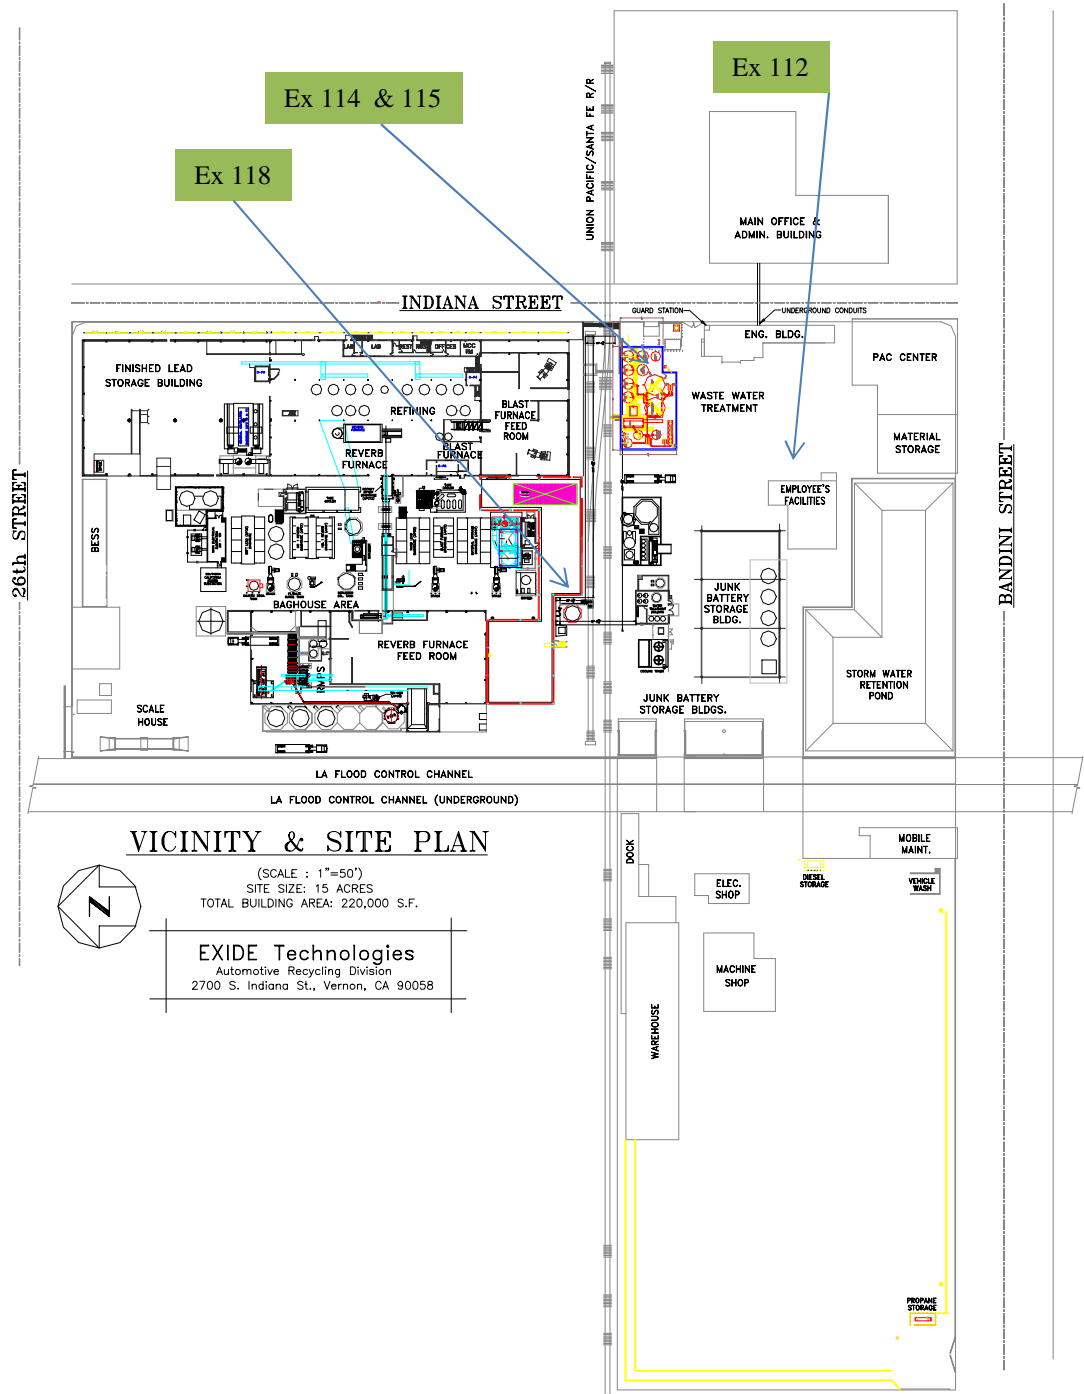 Ex 112
Ex 114 & 115
Ex 118
UNION PACIFIC/SANTA FE R/R
MAIN OFFICE &
ADMIN. BUILDING
INDIANA STREET
GUARD STATION
UNDERGROUND CONDUITS
ENG. BLDG.
PAC CENTER
FINISHED LEAD
STORAGE BUILDING
LAB
LAB
REST
OFFICES
MCC
RM
REFINING
BLAST
FURNACE
FEED
ROOM
WASTE WATER
TREATMENT
REVERB
FURNACE
BLAST
FURNACE
MATERIAL
STORAGE
26th STREET
BESS
BANDINI STREET
EMPLOYEE'S
FACILITIES
JUNK
BATTERY
STORAGE
BLDG.
BAGHOUSE AREA
REVERB FURNACE
FEED ROOM
RMPS
STORM WATER
RETENTION
POND
SCALE
HOUSE
JUNK BATTERY
STORAGE BLDGS.
LA FLOOD CONTROL CHANNEL
LA FLOOD CONTROL CHANNEL (UNDERGROUND)
VICINITY & SITE PLAN
(SCALE : 1"=50')
SITE SIZE: 15 ACRES
TOTAL BUILDING AREA: 220,000 S.F.
N
EXIDE Technologies
Automotive Recycling Division
2700 S. Indiana St., Vernon, CA 90058
DOCK
MOBILE
MAINT.
ELEC.
SHOP
DIESEL
STORAGE
VEHICLE
WASH
MACHINE
SHOP
WAREHOUSE
PROPANE
STORAGE